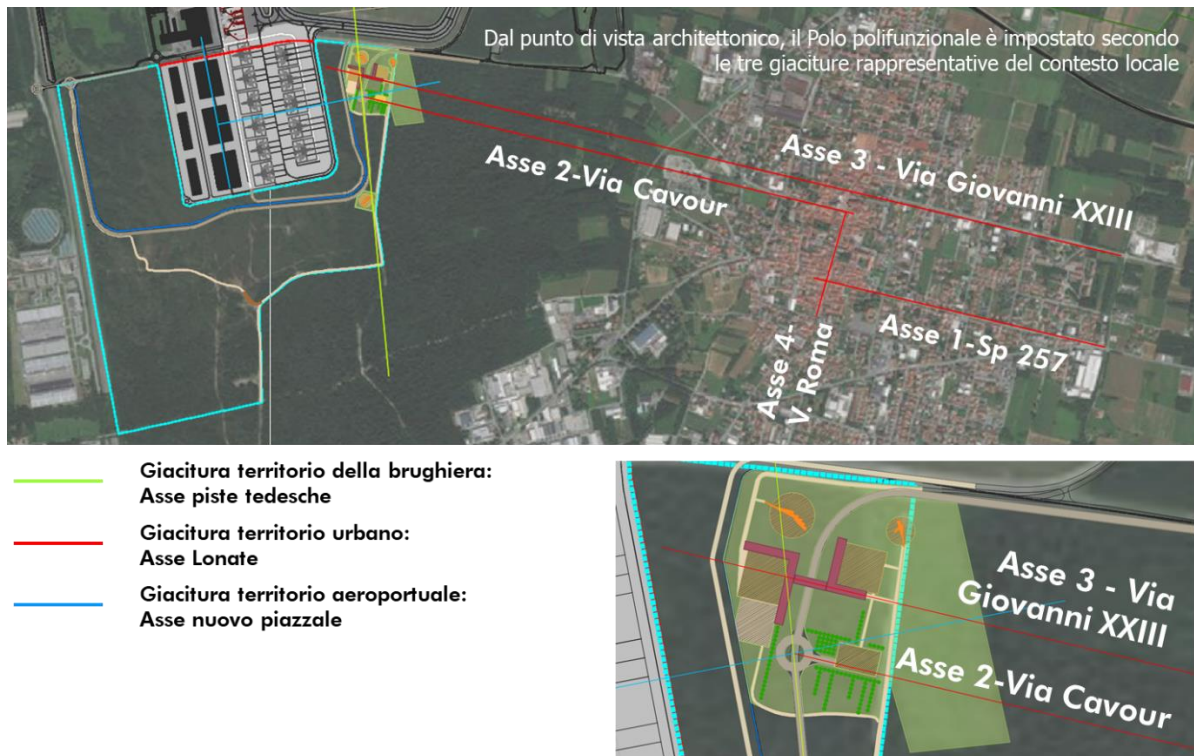 Dal punto di vista architettonico, il Polo polifunzionale è impostato secondo
le tre giaciture rappresentative del contesto locale
Asse 3 - Via Giovanni XXIII
Asse 2-Via Cavour
Asse 1-Sp 257
Asse 4-
V. Roma
Giacitura territorio della brughiera:
Asse piste tedesche
Giacitura territorio urbano:
Asse Lonate
Giacitura territorio aeroportuale:
Asse nuovo piazzale
Asse 3 - Via
Giovanni XXIII
Asse 2-Via Cavour